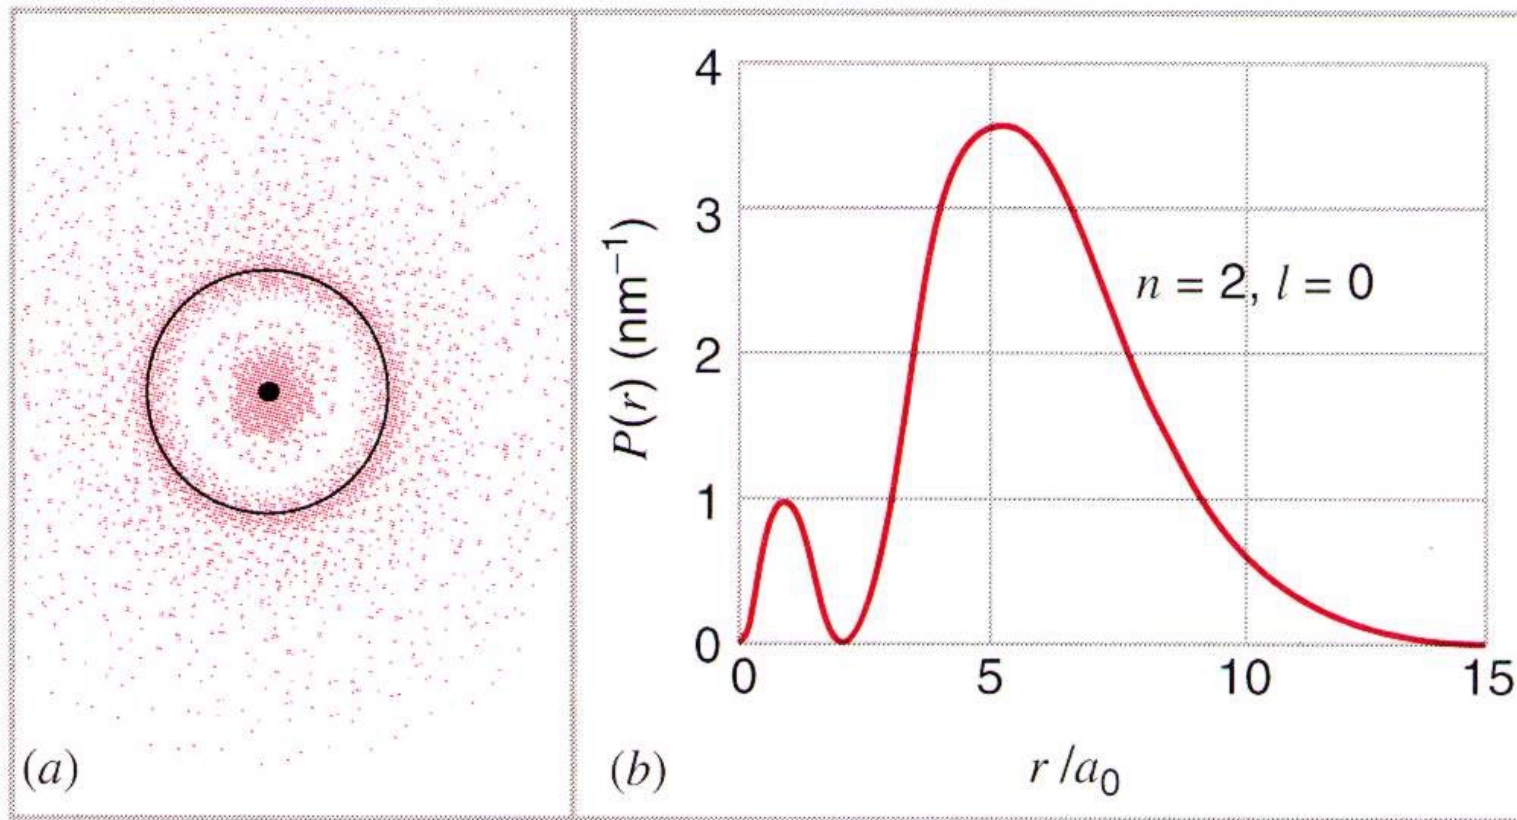 (a)
4
3
2
1
0
P(r) (nm⁻¹)
n = 2, l = 0
0 5 10 15
(b)
r/a₀